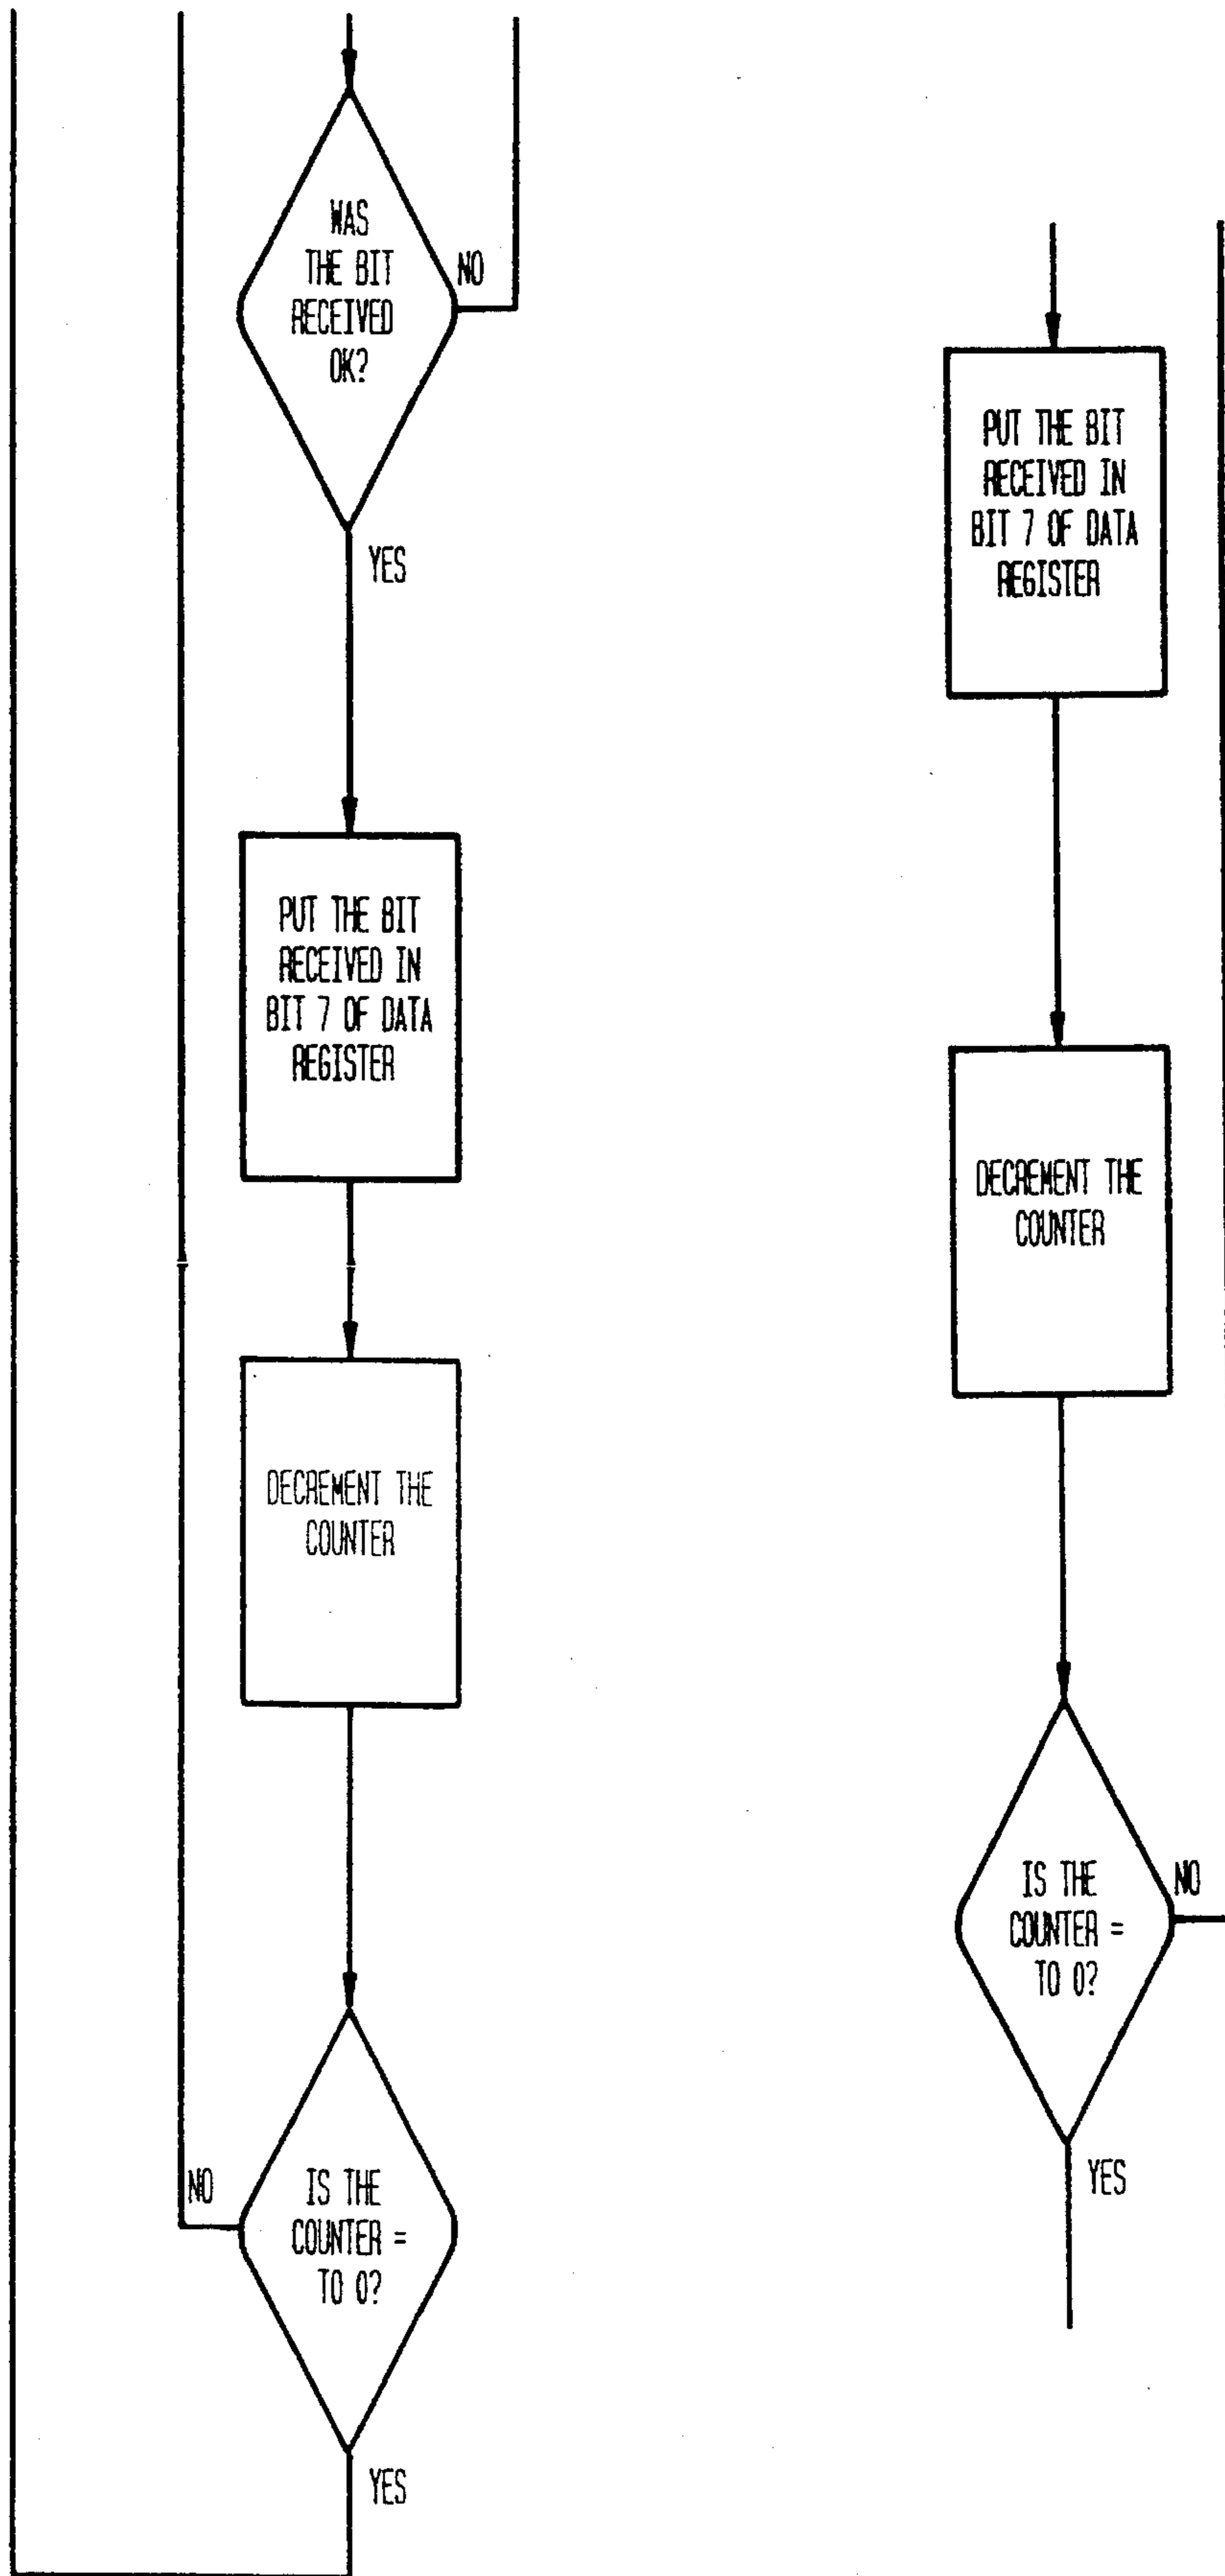 WAS
THE BIT
RECEIVED
OK?
NO
YES
PUT THE BIT
RECEIVED IN
BIT 7 OF DATA
REGISTER
DECREMENT THE
COUNTER
IS THE
COUNTER =
TO 0?
NO
YES
PUT THE BIT
RECEIVED IN
BIT 7 OF DATA
REGISTER
DECREMENT THE
COUNTER
IS THE
COUNTER =
TO 0?
NO
YES